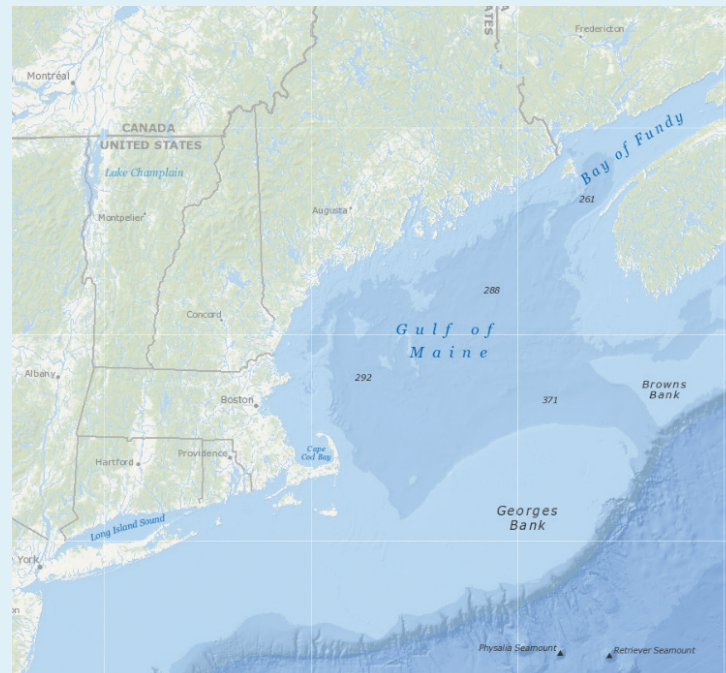 STATES
Fredericton
Montréal
CANADA
UNITED STATES
Bay of Fundy
Lake Champlain
261
Augusta
Montpelier
288
Concord
Gulf of
Maine
292
Albany
Browns
Bank
371
Boston
Cape
Cod Bay
Providence
Hartford
Georges
Bank
Long Island Sound
York
Physalia Seamount
Retriever Seamount